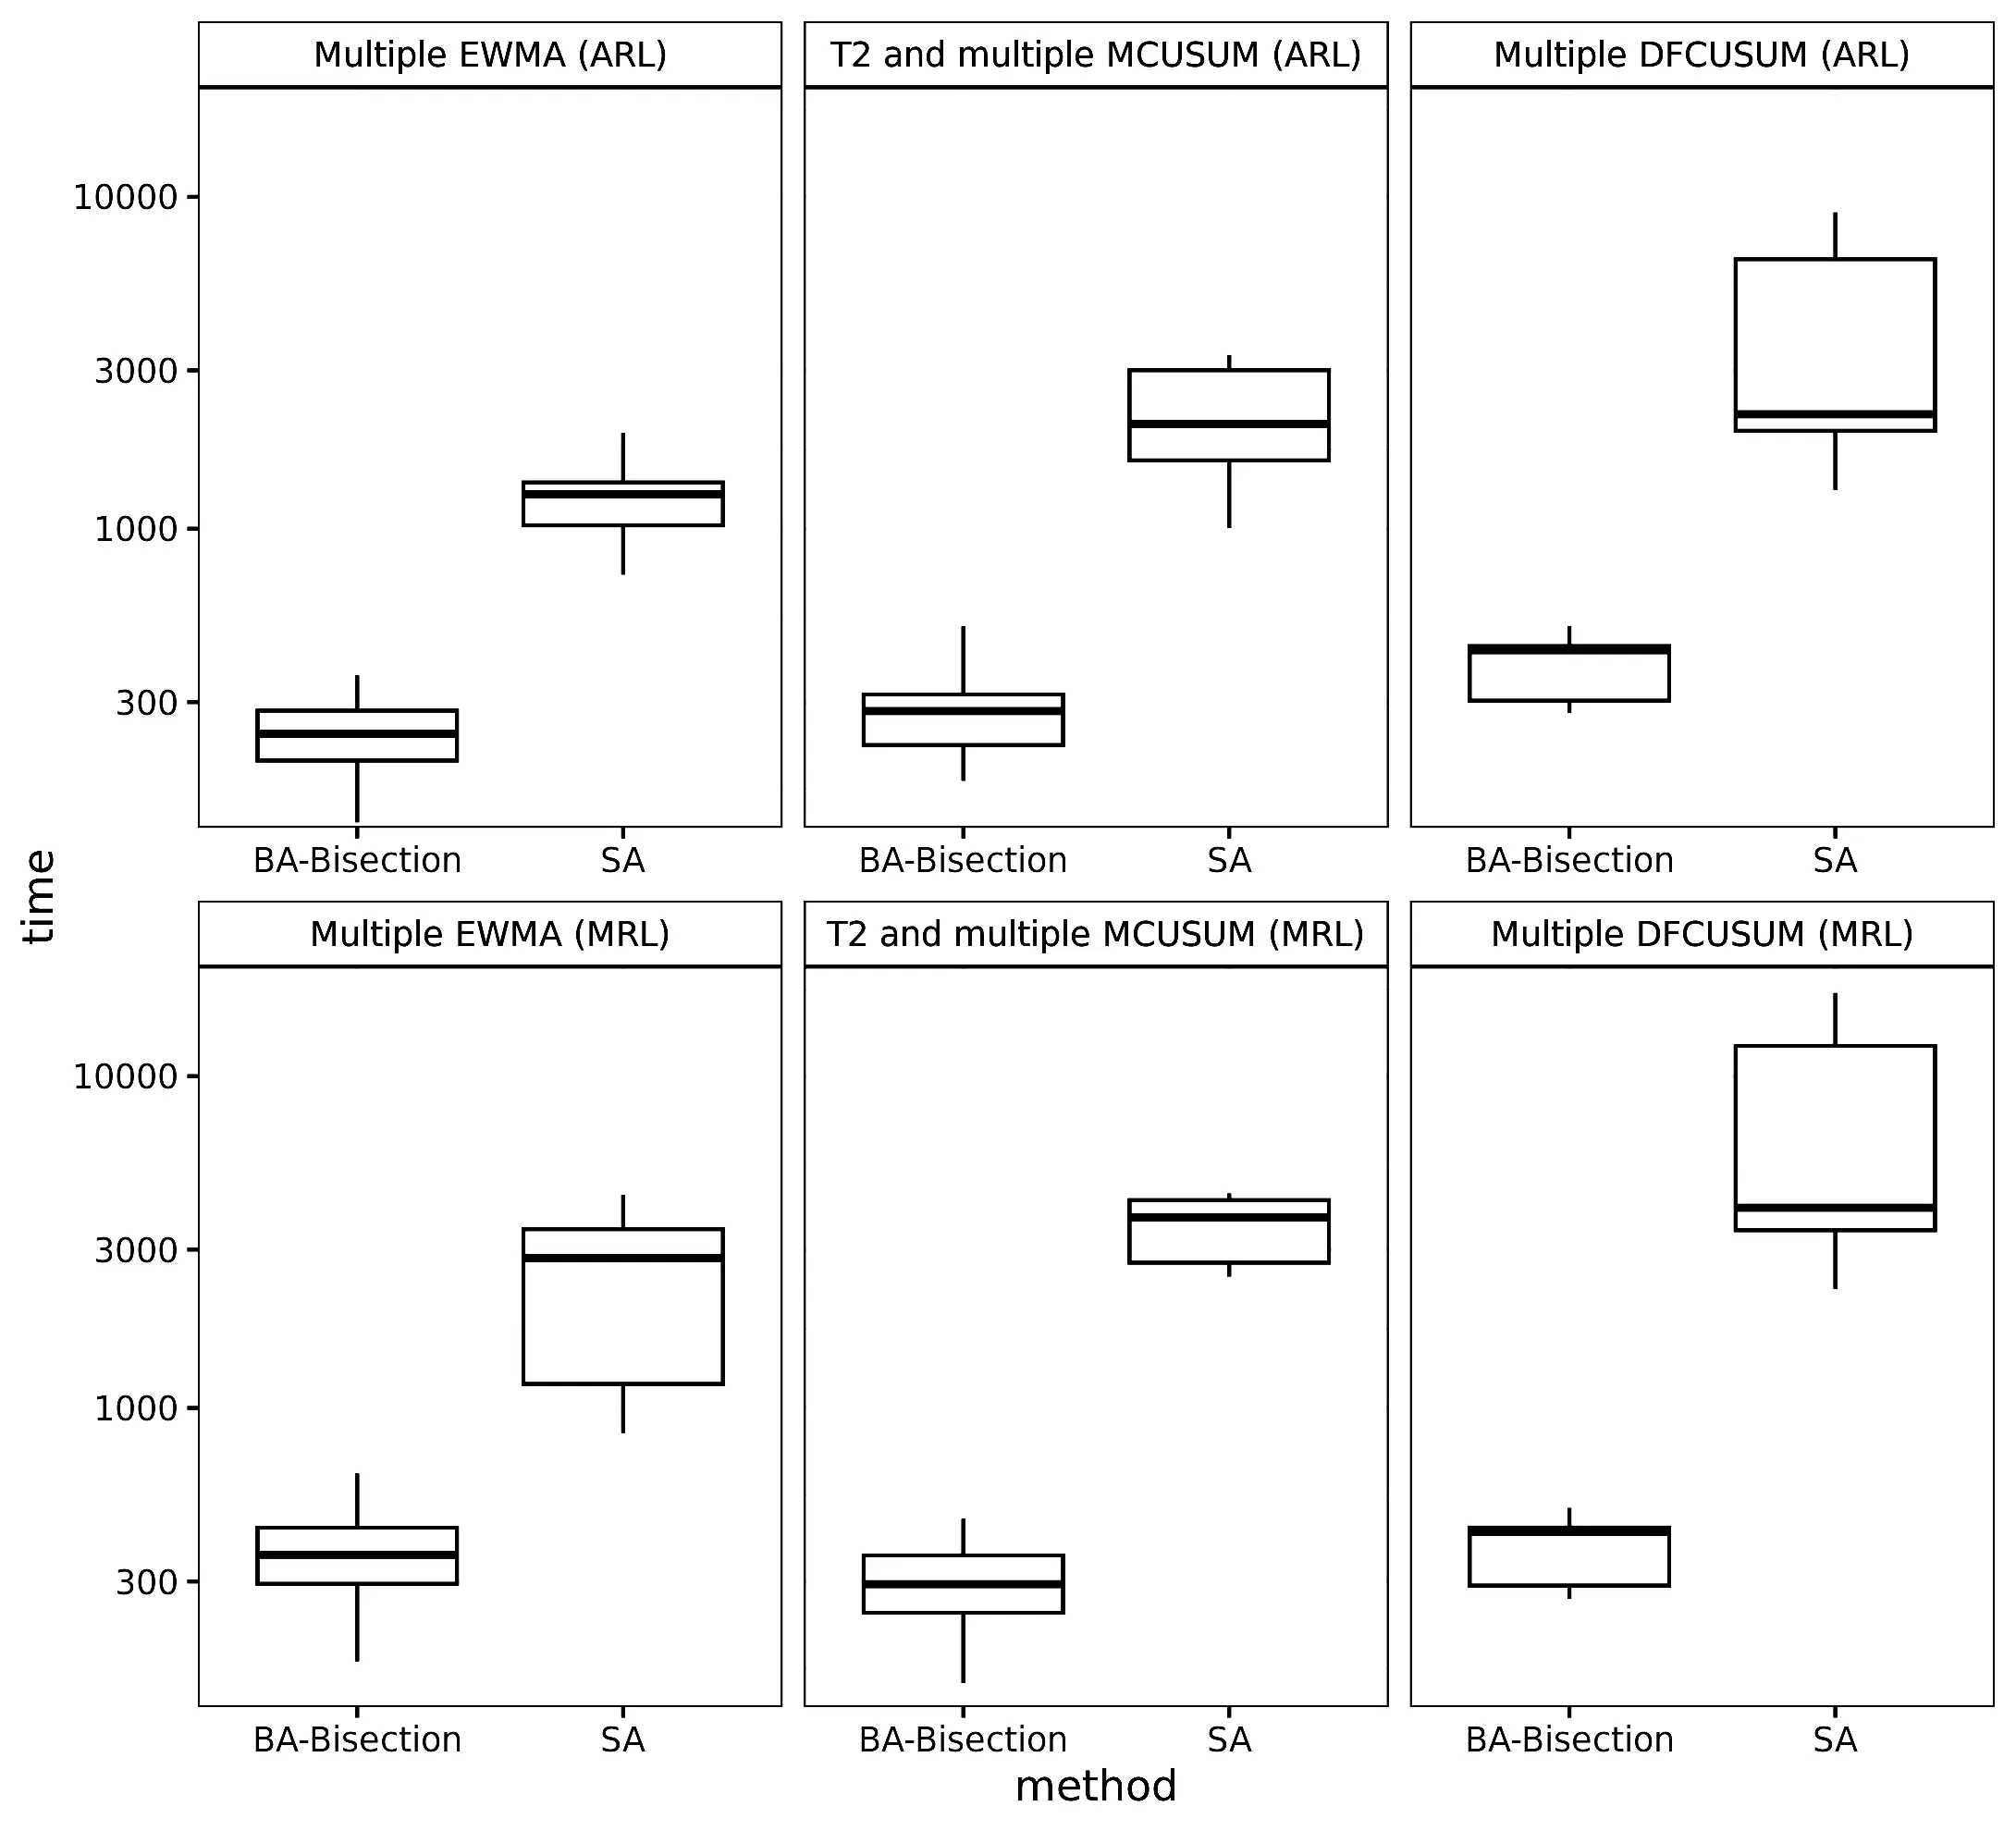 Multiple EWMA (ARL)
T2 and multiple MCUSUM (ARL)
Multiple DFCUSUM (ARL)
10000
3000
1000
300
BA-Bisection
SA
BA-Bisection
SA
BA-Bisection
SA
time
Multiple EWMA (MRL)
T2 and multiple MCUSUM (MRL)
Multiple DFCUSUM (MRL)
10000
3000
1000
300
BA-Bisection
SA
BA-Bisection
SA
BA-Bisection
SA
method